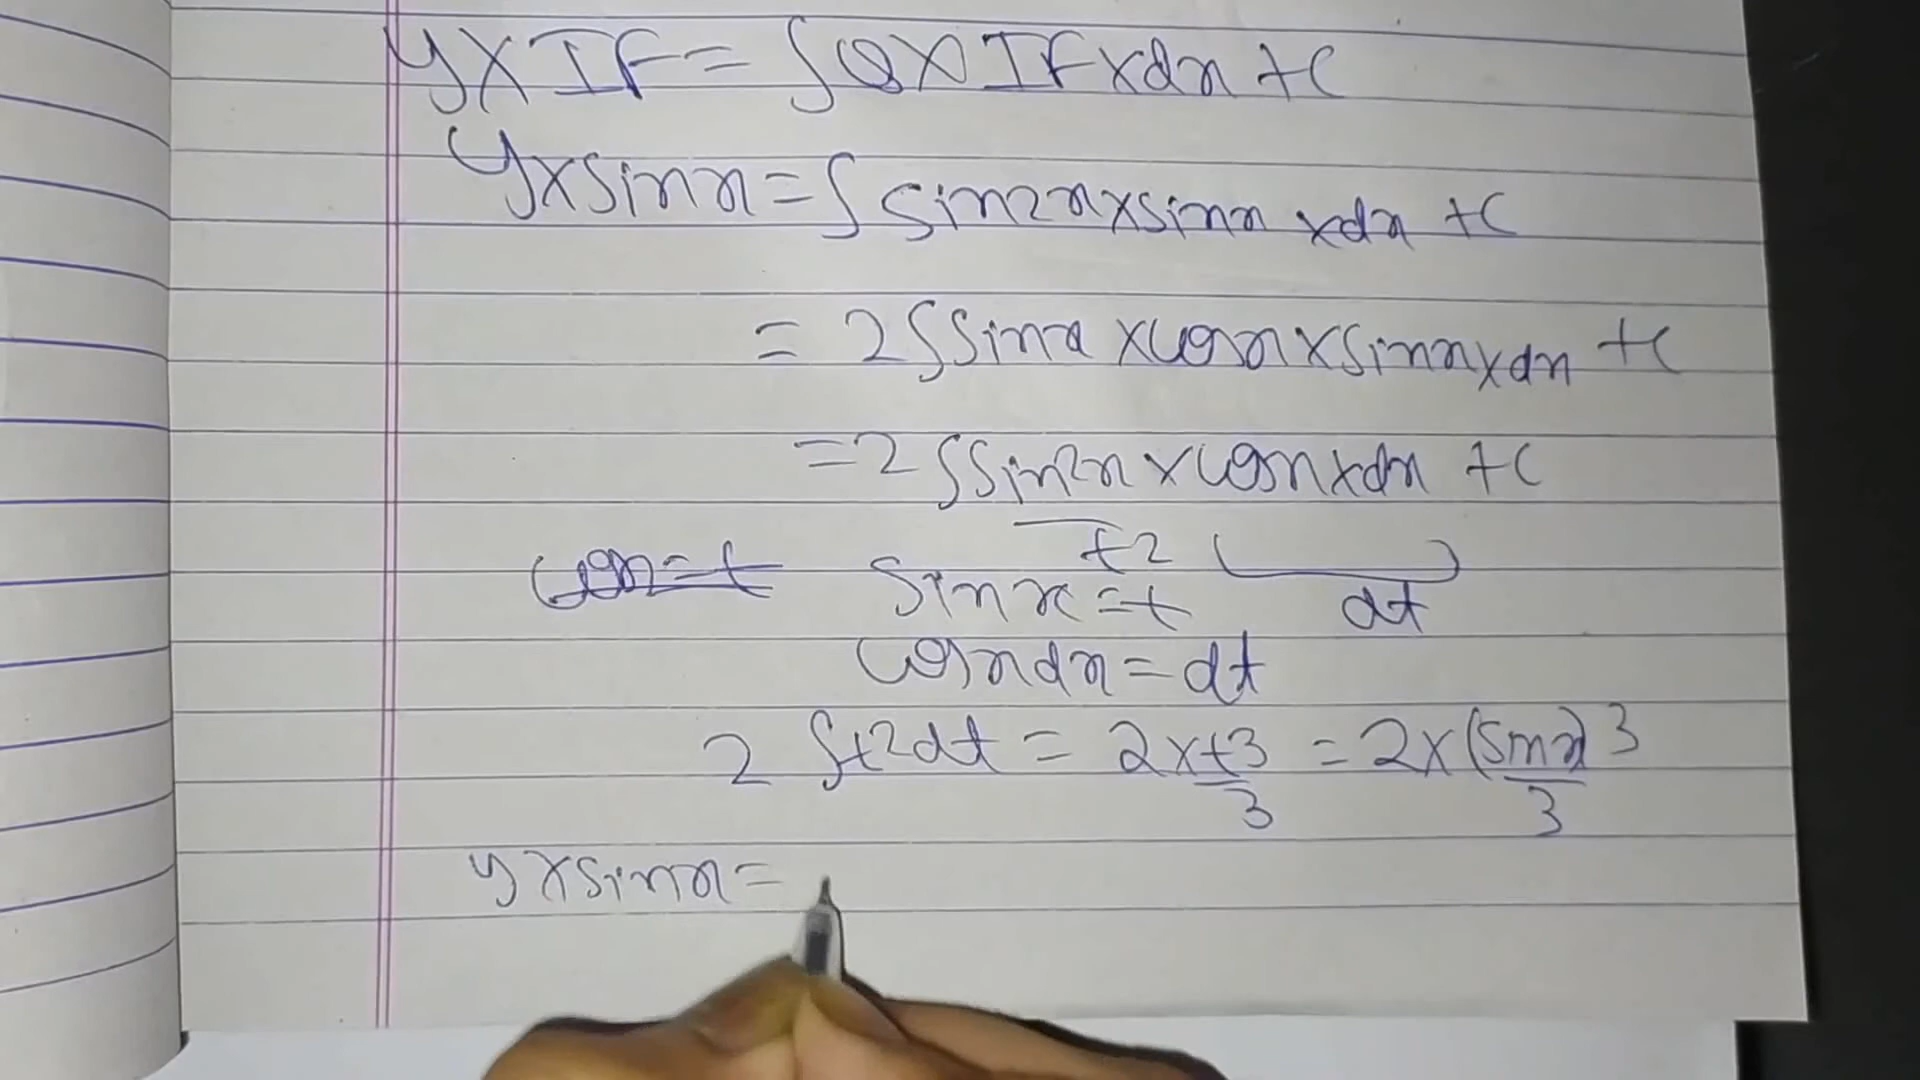 y×IF=∫Q×IF×dx+c
y×sinx=∫sin2x×sinx×dx+c
=2∫sinx×cosx×sinx×dx+c
=2∫sin²x×cosx×dx+c
t²
cosx=t sinx=t dt
cosxdx=dt
2∫t²dt=2×t³/3=2×(sinx)³/3
y×sinx=